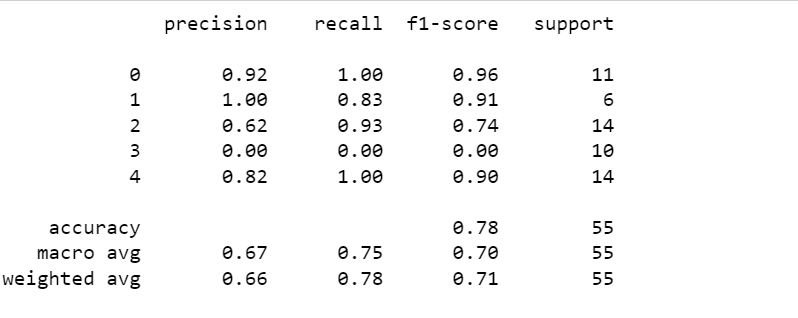 precision recall f1-score support
0 0.92 1.00 0.96 11
1 1.00 0.83 0.91 6
2 0.62 0.93 0.74 14
3 0.00 0.00 0.00 10
4 0.82 1.00 0.90 14
accuracy 0.78 55
macro avg 0.67 0.75 0.70 55
weighted avg 0.66 0.78 0.71 55